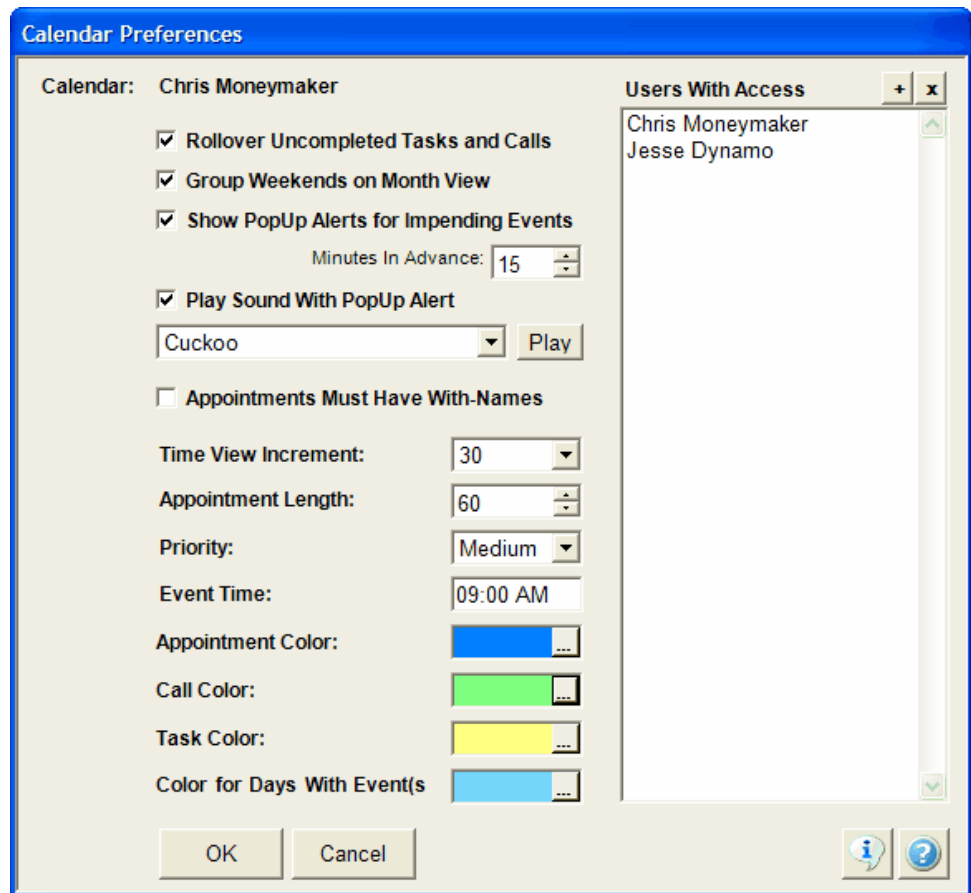 Calendar Preferences
Calendar: Chris Moneymaker
Rollover Uncompleted Tasks and Calls
Group Weekends on Month View
Show PopUp Alerts for Impending Events
Minutes In Advance: 15
Play Sound With PopUp Alert
Cuckoo Play
Appointments Must Have With-Names
Time View Increment: 30
Appointment Length: 60
Priority: Medium
Event Time: 09:00 AM
Appointment Color: ...
Call Color: ...
Task Color: ...
Color for Days With Event(s ...
OK Cancel
Users With Access + x
Chris Moneymaker
Jesse Dynamo
i ?